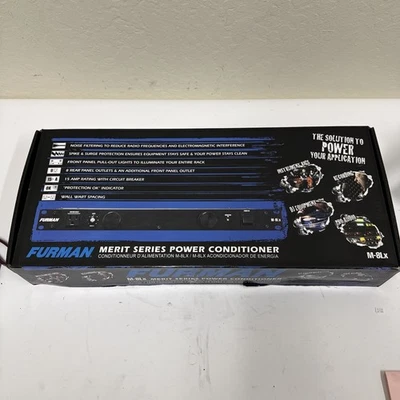 NOISE FILTERING TO REDUCE RADIO FREQUENCIES AND ELECTROMAGNETIC INTERFERENCE
SPIKE & SURGE PROTECTION ENSURES EQUIPMENT STAYS SAFE & YOUR POWER STAYS CLEAN
FRONT PANEL PULL-OUT LIGHTS TO ILLUMINATE YOUR ENTIRE RACK
8 REAR PANEL OUTLETS & AN ADDITIONAL FRONT PANEL OUTLET
15 AMP RATING WITH CIRCUIT BREAKER
"PROTECTION OK" INDICATOR
WALL WART SPACING
THE SOLUTION TO
POWER
YOUR APPLICATION
FURMAN
FURMAN MERIT SERIES POWER CONDITIONER
CONDITIONNEUR D'ALIMENTATION M-8LX / M-8LX ACONDICIONADOR DE ENERGIA
M-8Lx
FURMAN
M-8LX MERIT SERIES POWER CONDITIONER